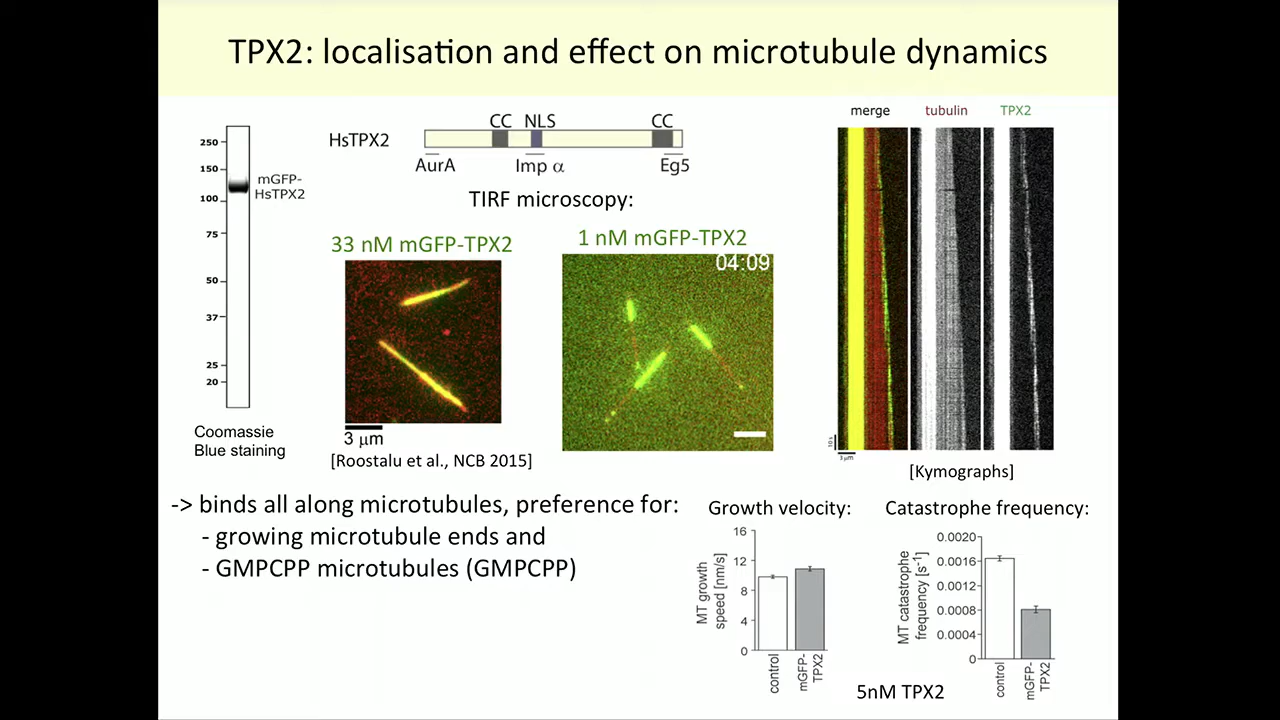 TPX2: localisation and effect on microtubule dynamics
250
150
100
75
50
37
25
20
mGFP-
HsTPX2
Coomassie
Blue staining
HsTPX2
CC NLS CC
AurA Imp α Eg5
TIRF microscopy:
33 nM mGFP-TPX2
3 μm
[Roostalu et al., NCB 2015]
1 nM mGFP-TPX2
04:09
merge tubulin TPX2
10 s
3 μm
[Kymographs]
-> binds all along microtubules, preference for:
- growing microtubule ends and
- GMPCPP microtubules (GMPCPP)
Growth velocity:
MT growth
speed [nm/s]
16
12
8
4
0
control
mGFP-
TPX2
Catastrophe frequency:
MT catastrophe
frequency [s⁻¹]
0.0020
0.0016
0.0012
0.0008
0.0004
0
control
mGFP-
TPX2
5nM TPX2